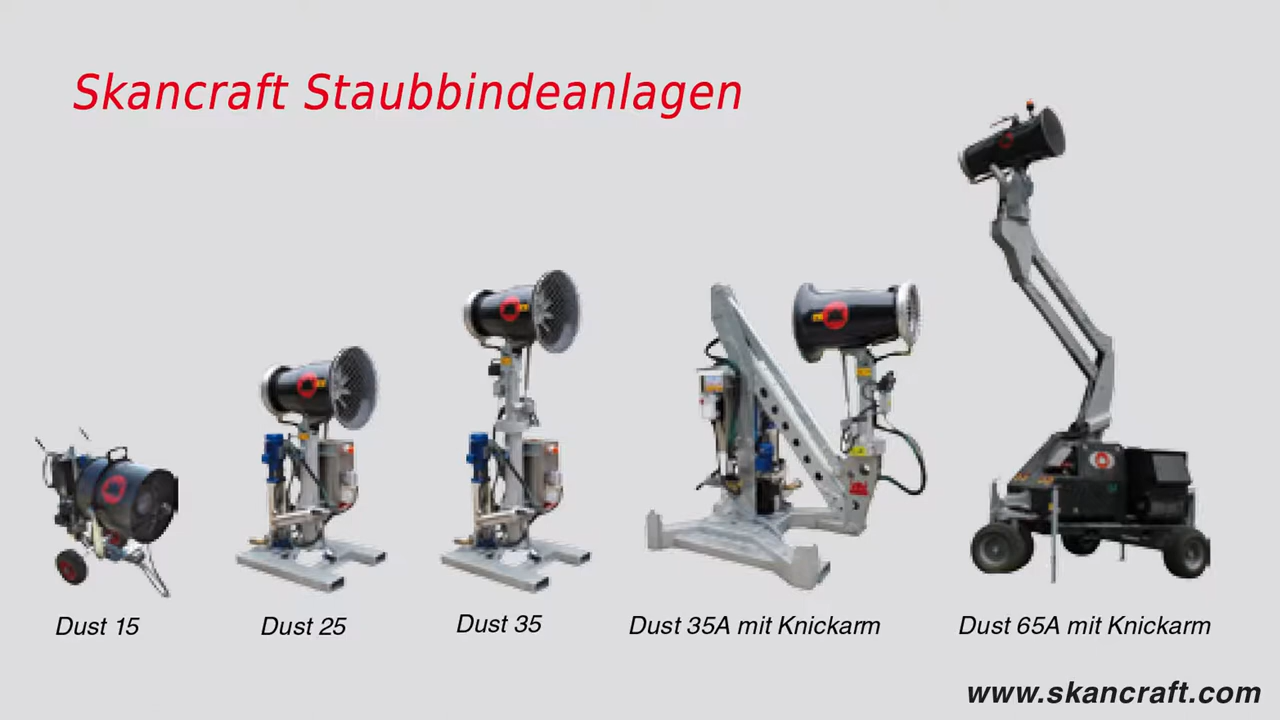 Skancraft Staubbindeanlagen
Dust 15
Dust 25
Dust 35
Dust 35A mit Knickarm
Dust 65A mit Knickarm
www.skancraft.com